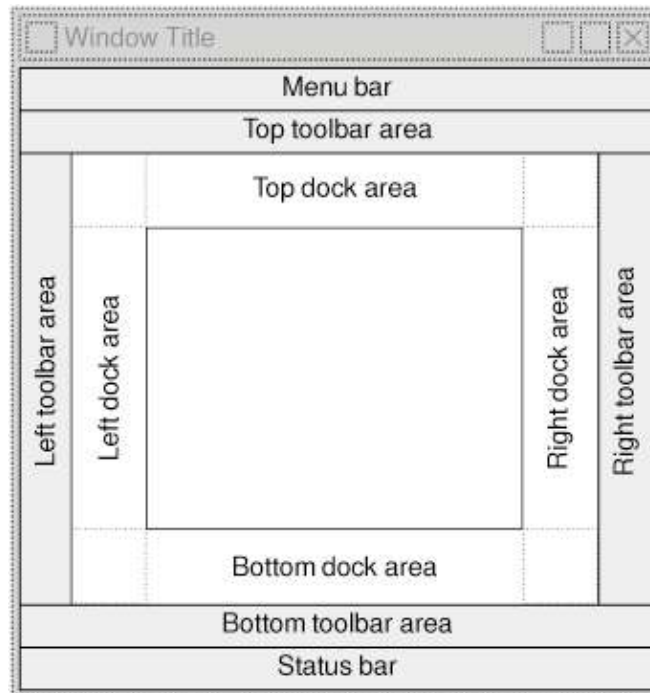 Window Title
Menu bar
Top toolbar area
Top dock area
Left toolbar area
Left dock area
Right dock area
Right toolbar area
Bottom dock area
Bottom toolbar area
Status bar